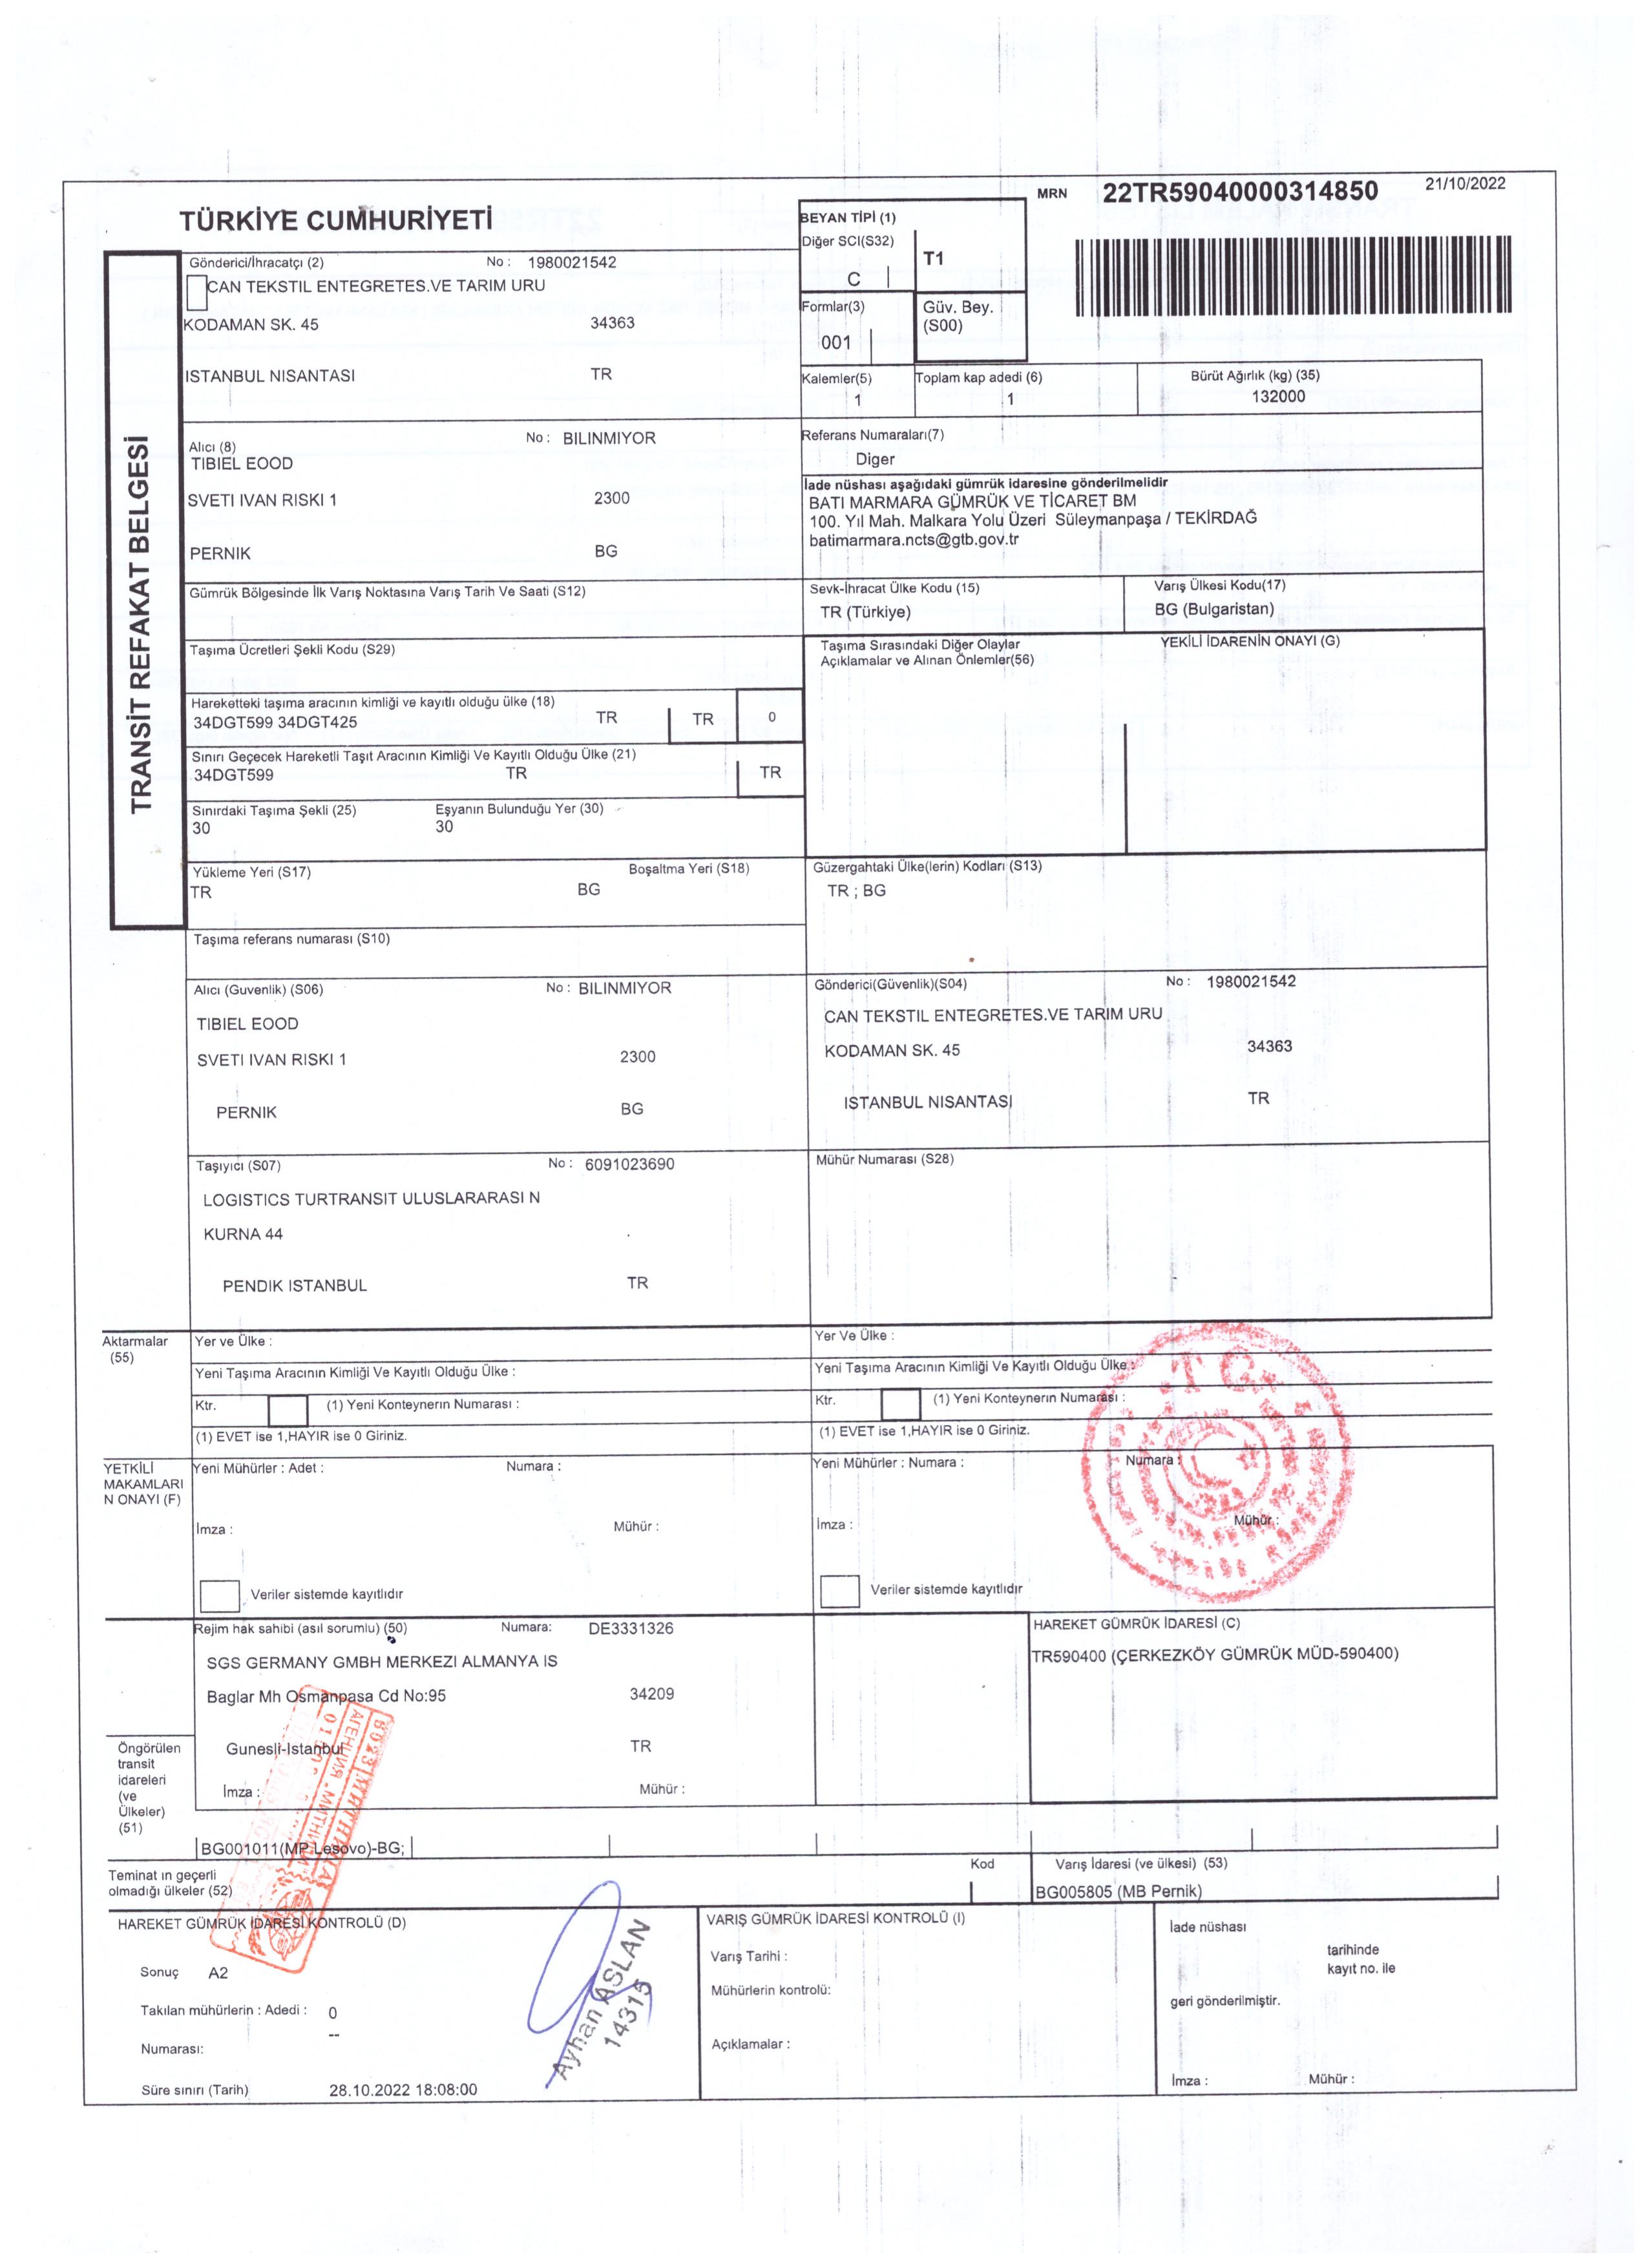 MRN 22TR59040000314850 21/10/2022
TÜRKİYE CUMHURİYETİ
TRANSİT REFAKAT BELGESİ
BEYAN TİPİ (1)
Diğer SCI(S32)
C
T1
Formlar(3)
001
Güv. Bey.
(S00)
Gönderici/İhracatçı (2) No : 1980021542
CAN TEKSTIL ENTEGRETES.VE TARIM URU
KODAMAN SK. 45 34363
ISTANBUL NISANTASI TR
Kalemler(5) Toplam kap adedi (6) Bürüt Ağırlık (kg) (35)
1 1 132000
Alıcı (8) No : BILINMIYOR
TIBIEL EOOD
SVETI IVAN RISKI 1 2300
PERNIK BG
Referans Numaraları(7)
Diger
İade nüshası aşağıdaki gümrük idaresine gönderilmelidir
BATI MARMARA GÜMRÜK VE TİCARET BM
100. Yıl Mah. Malkara Yolu Üzeri Süleymanpaşa / TEKİRDAĞ
batimarmara.ncts@gtb.gov.tr
Gümrük Bölgesinde İlk Varış Noktasına Varış Tarih Ve Saati (S12)
Sevk-İhracat Ülke Kodu (15) Varış Ülkesi Kodu(17)
TR (Türkiye) BG (Bulgaristan)
Taşıma Ücretleri Şekli Kodu (S29)
Taşıma Sırasındaki Diğer Olaylar
Açıklamalar ve Alınan Önlemler(56)
YEKİLİ İDARENİN ONAYI (G)
Hareketteki taşıma aracının kimliği ve kayıtlı olduğu ülke (18)
34DGT599 34DGT425 TR TR 0
Sınırı Geçecek Hareketli Taşıt Aracının Kimliği Ve Kayıtlı Olduğu Ülke (21)
34DGT599 TR TR
Sınırdaki Taşıma Şekli (25) Eşyanın Bulunduğu Yer (30)
30 30
Yükleme Yeri (S17) Boşaltma Yeri (S18)
TR BG
Güzergahtaki Ülke(lerin) Kodları (S13)
TR ; BG
Taşıma referans numarası (S10)
Alıcı (Guvenlik) (S06) No : BILINMIYOR
TIBIEL EOOD
SVETI IVAN RISKI 1 2300
PERNIK BG
Gönderiçi(Güvenlik)(S04) No : 1980021542
CAN TEKSTIL ENTEGRETES.VE TARIM URU
KODAMAN SK. 45 34363
ISTANBUL NISANTASI TR
Taşıyıcı (S07) No : 6091023690
LOGISTICS TURTRANSIT ULUSLARARASI N
KURNA 44
PENDIK ISTANBUL TR
Mühür Numarası (S28)
Aktarmalar
(55)
Yer ve Ülke :
Yeni Taşıma Aracının Kimliği Ve Kayıtlı Olduğu Ülke :
Ktr. (1) Yeni Konteynerın Numarası :
(1) EVET ise 1,HAYIR ise 0 Giriniz.
Yer Ve Ülke :
Yeni Taşıma Aracının Kimliği Ve Kayıtlı Olduğu Ülke :
Ktr. (1) Yeni Konteynerın Numarası :
(1) EVET ise 1,HAYIR ise 0 Giriniz.
T.C.
YETKİLİ
MAKAMLARI
N ONAYI (F)
Yeni Mühürler : Adet : Numara :
İmza : Mühür :
Veriler sistemde kayıtlıdır
Yeni Mühürler : Numara : Numara :
İmza : Mühür :
Veriler sistemde kayıtlıdır
Rejim hak sahibi (asıl sorumlu) (50) Numara: DE3331326
SGS GERMANY GMBH MERKEZI ALMANYA IS
Baglar Mh Osmanpasa Cd No:95 34209
Gunesli-Istanbul TR
İmza : Mühür :
HAREKET GÜMRÜK İDARESİ (C)
TR590400 (ÇERKEZKÖY GÜMRÜK MÜD-590400)
Öngörülen
transit
idareleri
(ve
Ülkeler)
(51)
BG001011(MP Lesovo)-BG;
АГЕНЦИЯ МИТНИЦИ
Teminat ın geçerli
olmadığı ülkeler (52)
Kod
Varış İdaresi (ve ülkesi) (53)
BG005805 (MB Pernik)
HAREKET GÜMRÜK İDARESİ KONTROLÜ (D)
Sonuç A2
Takılan mühürlerin : Adedi : 0
--
Numarası:
Süre sınırı (Tarih) 28.10.2022 18:08:00
Ayhan ASLAN
14315
VARIŞ GÜMRÜK İDARESİ KONTROLÜ (I)
Varış Tarihi :
Mühürlerin kontrolü:
Açıklamalar :
İade nüshası
tarihinde
kayıt no. ile
geri gönderilmiştir.
İmza : Mühür :